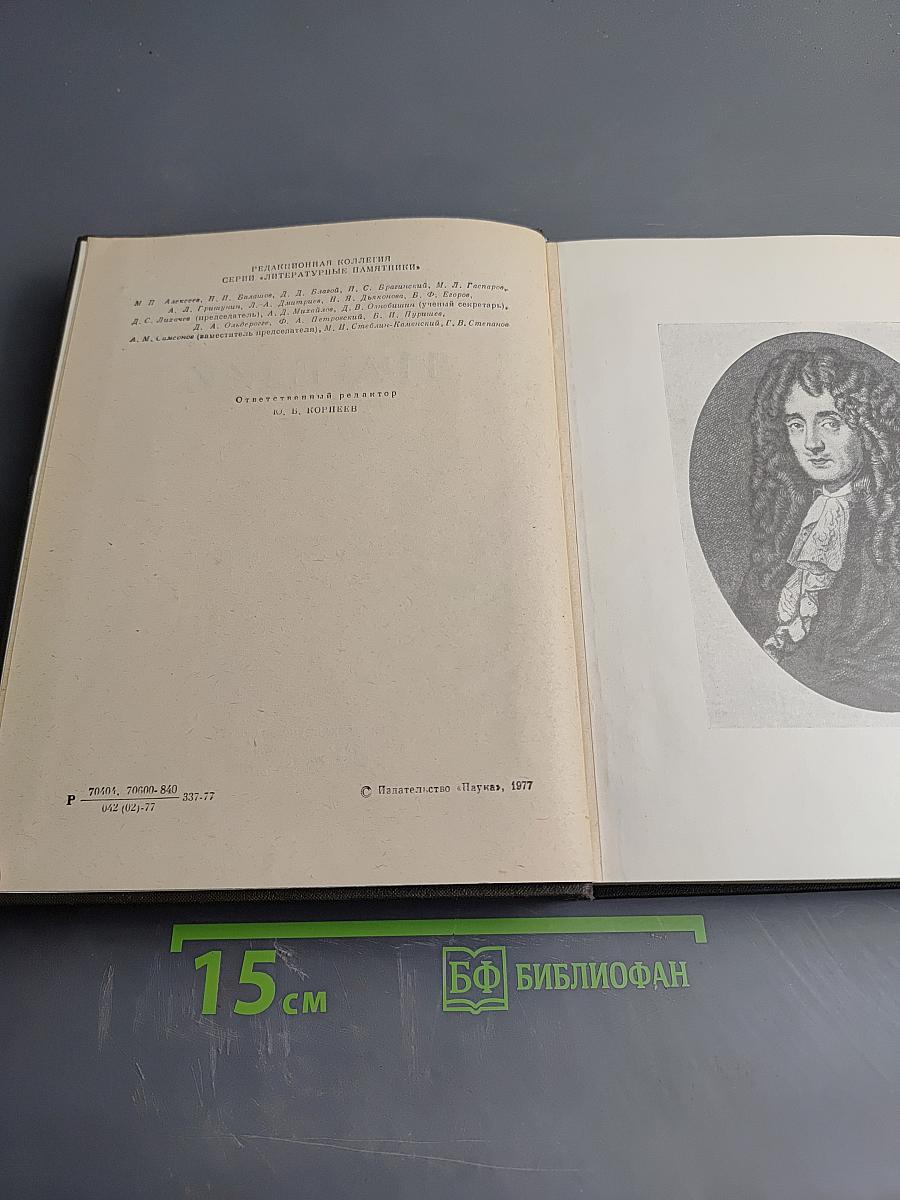 РЕДАКЦИОННАЯ КОЛЛЕГИЯ
СЕРИИ «ЛИТЕРАТУРНЫЕ ПАМЯТНИКИ»
М. П. Алексеев, Н. И. Балашов, Д. Д. Благой, И. С. Брагинский, М. Л. Гаспаров,
А. Л. Гришунин, Л. А. Дмитриев, Н. Я. Дьяконова, Б. Ф. Егоров,
Д. С. Лихачев (председатель), А. Д. Михайлов, Д. В. Ознобишин (ученый секретарь),
Д. А. Ольдерогге, Ф. А. Петровский, Б. И. Пуришев,
А. М. Самсонов (заместитель председателя), М. И. Стеблин-Каменский, Г. В. Степанов
Ответственный редактор
Ю. Б. КОРНЕЕВ
Р 70404, 70600-840 337-77
042 (02)-77
© Издательство «Наука», 1977
15 см
БФ БИБЛИОФАН